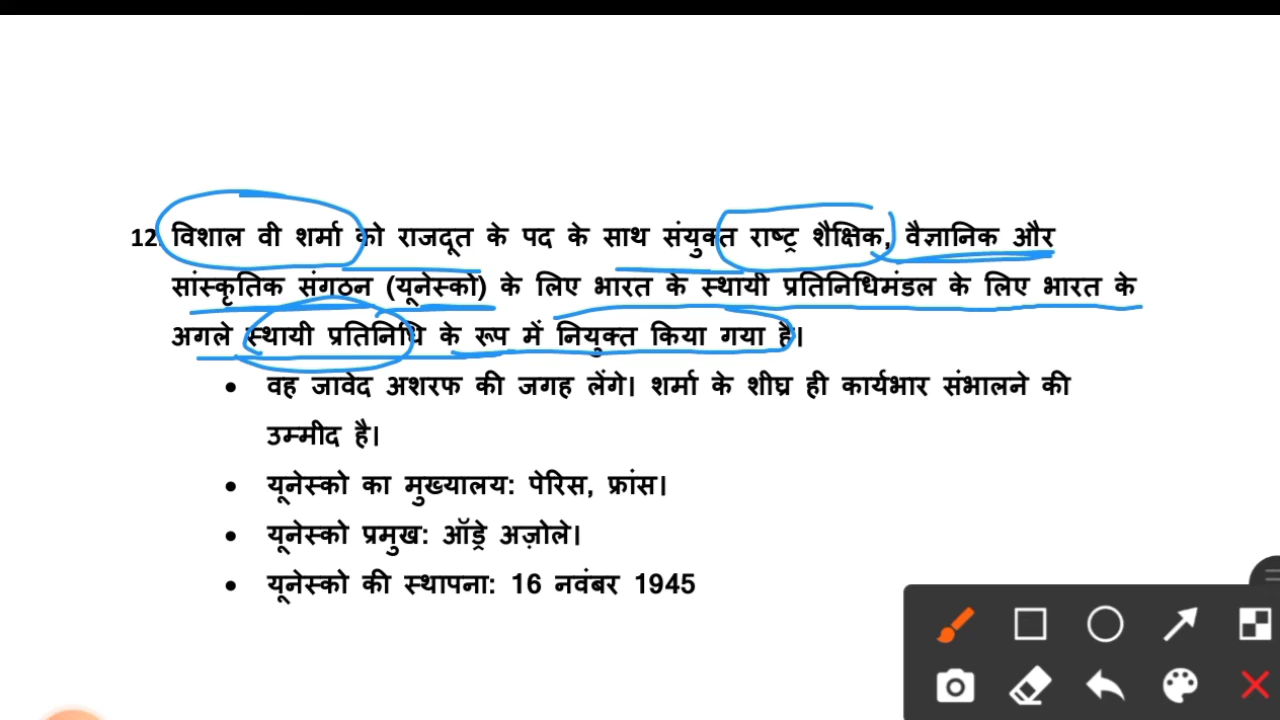 12 विशाल वी शर्मा को राजदूत के पद के साथ संयुक्त राष्ट्र शैक्षिक, वैज्ञानिक और
सांस्कृतिक संगठन (यूनेस्को) के लिए भारत के स्थायी प्रतिनिधिमंडल के लिए भारत के
अगले स्थायी प्रतिनिधि के रूप में नियुक्त किया गया है।
• वह जावेद अशरफ की जगह लेंगे। शर्मा के शीघ्र ही कार्यभार संभालने की
उम्मीद है।
• यूनेस्को का मुख्यालय: पेरिस, फ्रांस।
• यूनेस्को प्रमुख: ऑड्रे अज़ोले।
• यूनेस्को की स्थापना: 16 नवंबर 1945